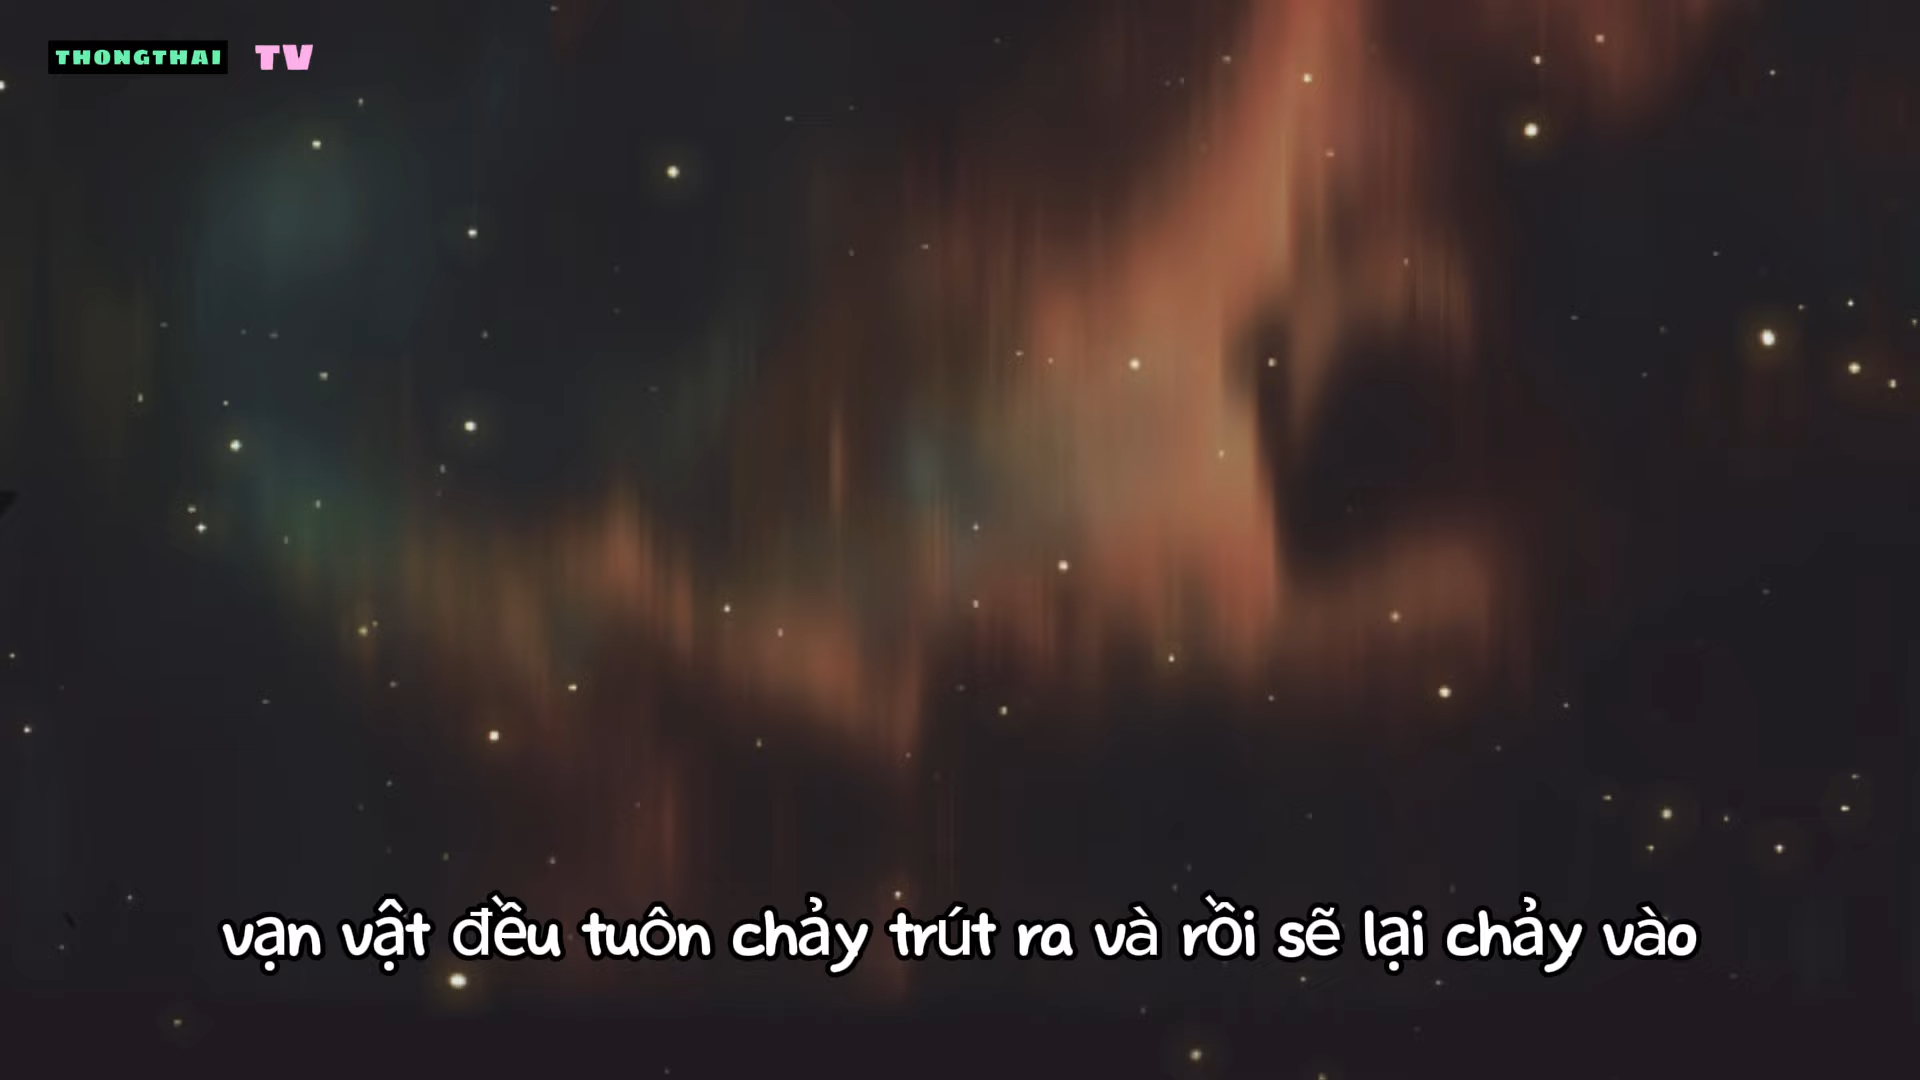 THONGTHAI TV
vạn vật đều tuôn chảy trút ra và rồi sẽ lại chảy vào